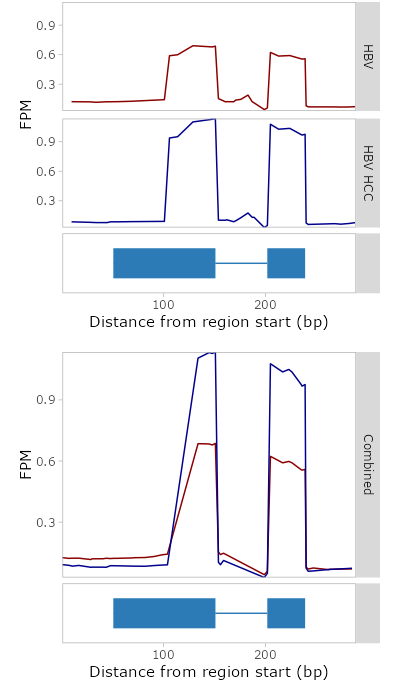 0.9
0.6
0.3
HBV
FPM
0.9
0.6
0.3
HBV HCC
100 200
Distance from region start (bp)
0.9
0.6
0.3
FPM
Combined
100 200
Distance from region start (bp)